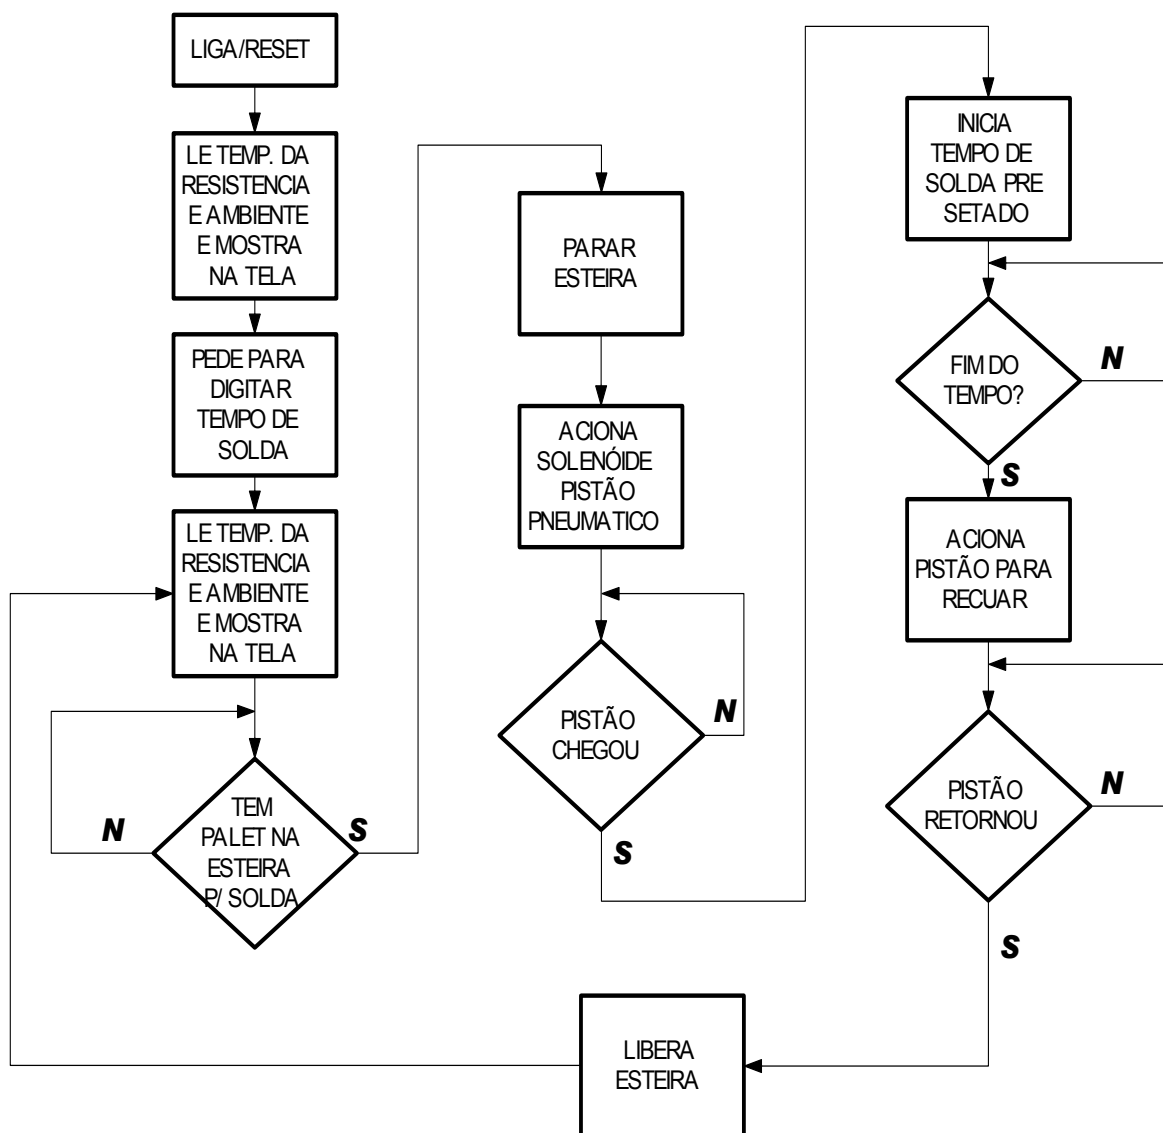 LIGA/RESET
LE TEMP. DA
RESISTENCIA
E AMBIENTE
E MOSTRA
NA TELA
PEDE PARA
DIGITAR
TEMPO DE
SOLDA
LE TEMP. DA
RESISTENCIA
E AMBIENTE
E MOSTRA
NA TELA
TEM
PALET NA
ESTEIRA
P/ SOLDA
N
S
PARAR
ESTEIRA
ACIONA
SOLENÓIDE
PISTÃO
PNEUMATICO
PISTÃO
CHEGOU
N
S
INICIA
TEMPO DE
SOLDA PRE
SETADO
FIM DO
TEMPO?
N
S
ACIONA
PISTÃO PARA
RECUAR
PISTÃO
RETORNOU
N
S
LIBERA
ESTEIRA